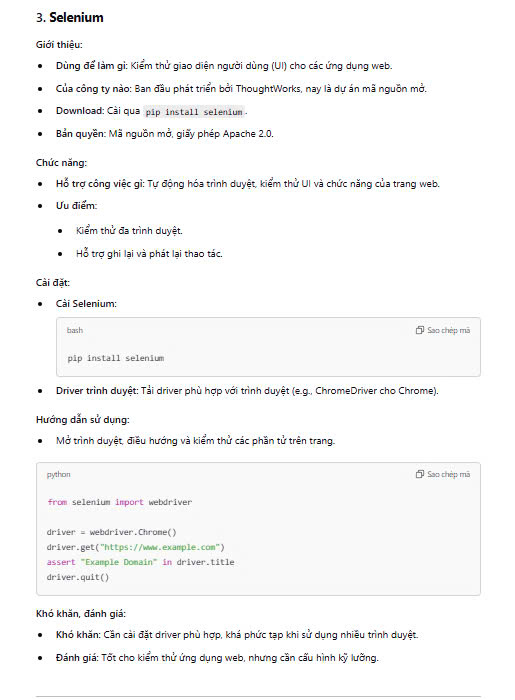 3. Selenium
Giới thiệu:
• Dùng để làm gì: Kiểm thử giao diện người dùng (UI) cho các ứng dụng web.
• Của công ty nào: Ban đầu phát triển bởi ThoughtWorks, nay là dự án mã nguồn mở.
• Download: Cài qua pip install selenium.
• Bản quyền: Mã nguồn mở, giấy phép Apache 2.0.
Chức năng:
• Hỗ trợ công việc gì: Tự động hóa trình duyệt, kiểm thử UI và chức năng của trang web.
• Ưu điểm:
• Kiểm thử đa trình duyệt.
• Hỗ trợ ghi lại và phát lại thao tác.
Cài đặt:
• Cài Selenium:
bash Sao chép mã
pip install selenium
• Driver trình duyệt: Tải driver phù hợp với trình duyệt (e.g., ChromeDriver cho Chrome).
Hướng dẫn sử dụng:
• Mở trình duyệt, điều hướng và kiểm thử các phần tử trên trang.
python Sao chép mã
from selenium import webdriver
driver = webdriver.Chrome()
driver.get("https://www.example.com")
assert "Example Domain" in driver.title
driver.quit()
Khó khăn, đánh giá:
• Khó khăn: Cần cài đặt driver phù hợp, khá phức tạp khi sử dụng nhiều trình duyệt.
• Đánh giá: Tốt cho kiểm thử ứng dụng web, nhưng cần cấu hình kỹ lưỡng.